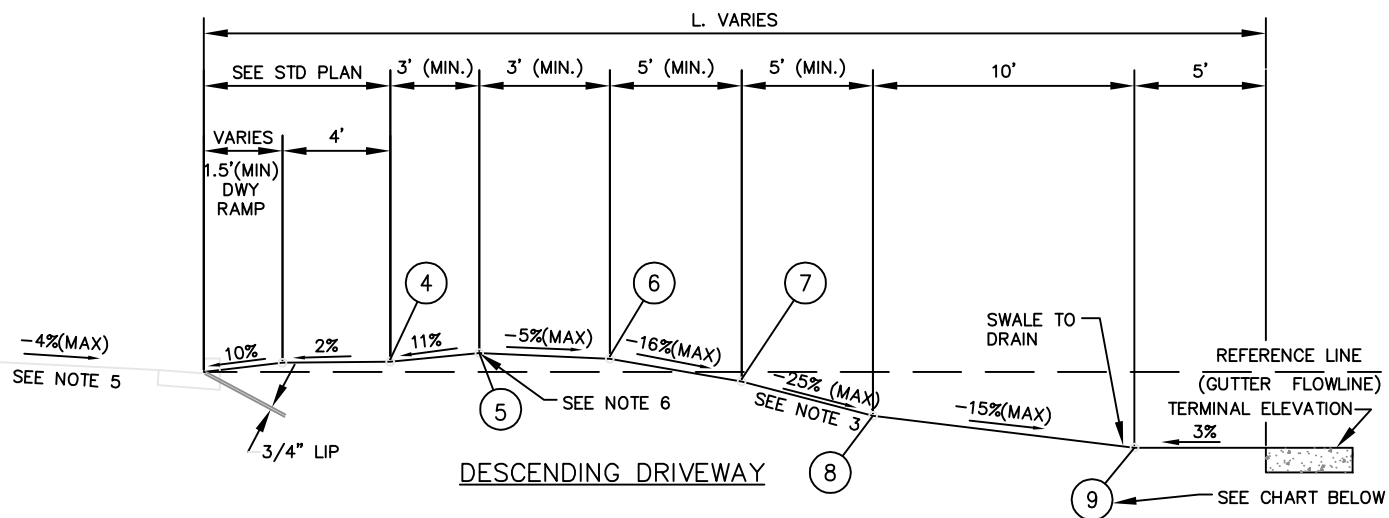 L. VARIES
SEE STD PLAN
3' (MIN.)
3' (MIN.)
5' (MIN.)
5' (MIN.)
10'
5'
VARIES
4'
1.5'(MIN)
DWY
RAMP
4
6
7
-4%(MAX)
SEE NOTE 5
10%
2%
11%
-5%(MAX)
-16%(MAX)
-25% (MAX)
SEE NOTE 3
-15%(MAX)
SWALE TO
DRAIN
REFERENCE LINE
(GUTTER FLOWLINE)
TERMINAL ELEVATION
3%
5
SEE NOTE 6
3/4" LIP
8
9
SEE CHART BELOW
DESCENDING DRIVEWAY